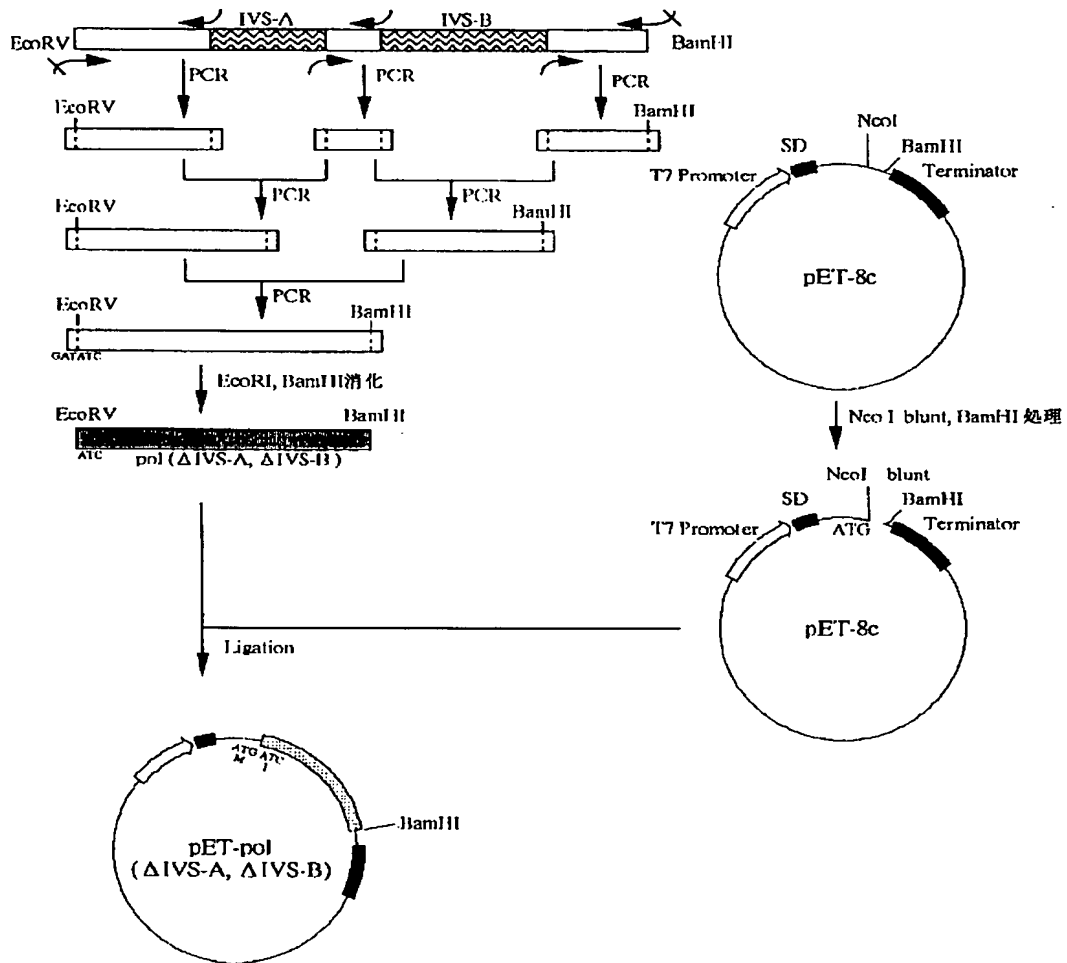 IVS-A
IVS-B
EcoRV
BamHI
PCR
PCR
PCR
EcoRV
BamHI
PCR
PCR
EcoRV
BamHI
PCR
EcoRV
BamHI
GATATC
EcoRI, BamHI消化
EcoRV
BamHI
ATC
pol (ΔIVS-A, ΔIVS-B)
Ligation
ATG ATC
M I
BamHI
pET-pol
(ΔIVS-A, ΔIVS-B)
NcoI
SD
BamHI
T7 Promoter
Terminator
pET-8c
Nco I blunt, BamHI 処理
NcoI blunt
SD
BamHI
T7 Promoter
ATG
Terminator
pET-8c